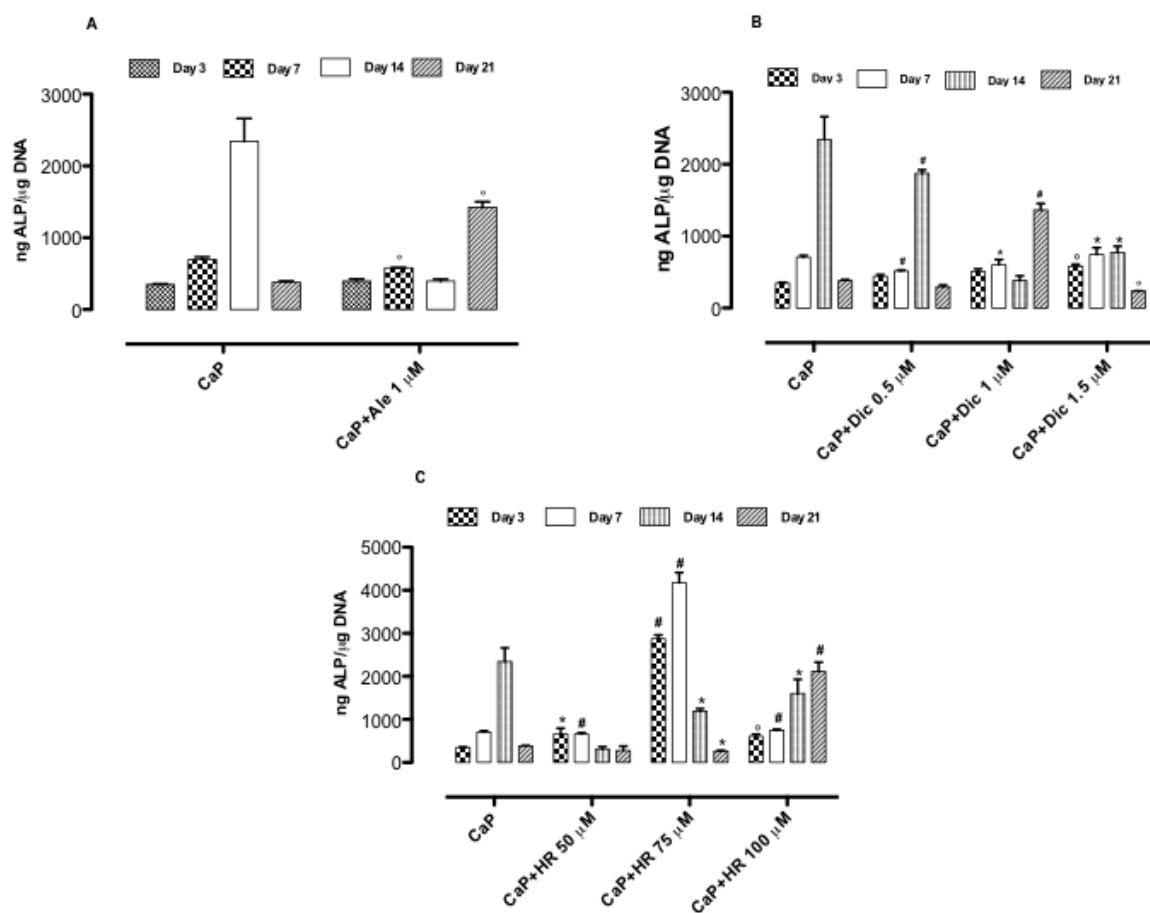 A
Day 3 Day 7 Day 14 Day 21
ng ALP/μg DNA
3000
2000
1000
0
°
°
CaP
CaP+Ale 1 μM
B
Day 3 Day 7 Day 14 Day 21
ng ALP/μg DNA
3000
2000
1000
0
#
#
*
#
°
*
*
°
CaP
CaP+Dic 0.5 μM
CaP+Dic 1 μM
CaP+Dic 1.5 μM
C
Day 3 Day 7 Day 14 Day 21
ng ALP/μg DNA
5000
4000
3000
2000
1000
0
*
#
#
#
*
*
°
#
*
#
CaP
CaP+HR 50 μM
CaP+HR 75 μM
CaP+HR 100 μM